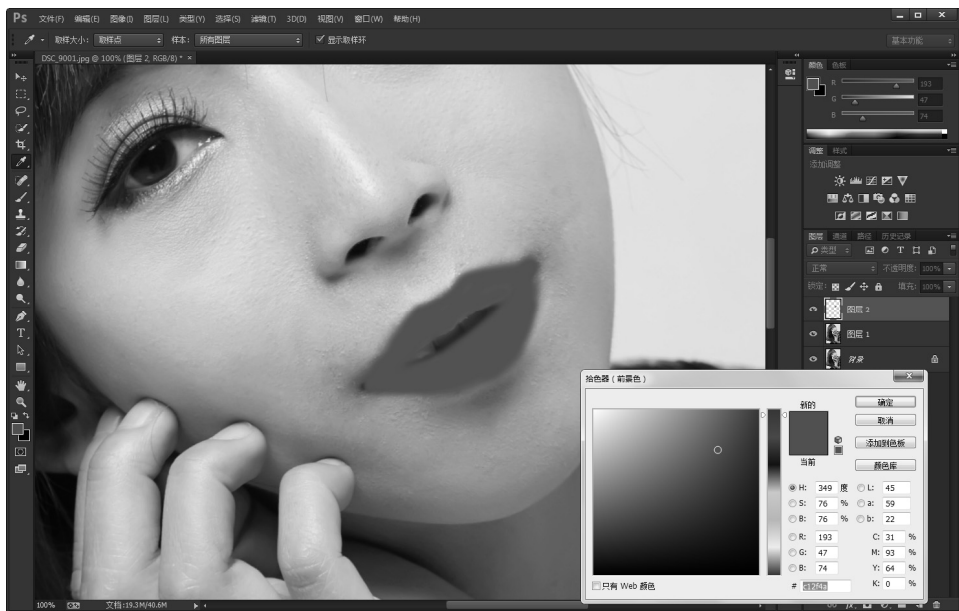 Ps 文件(F) 编辑(E) 图像(I) 图层(L) 类型(Y) 选择(S) 滤镜(T) 3D(D) 视图(V) 窗口(W) 帮助(H)
取样大小: 取样点 样本: 所有图层 显示取样环 基本功能
DSC_9001.jpg @ 100% (图层 2, RGB/8) * ×
颜色 色板
R 193
G 47
B 74
调整 样式
添加调整
图层 通道 路径 历史记录
类型
正常 不透明度: 100%
锁定: 填充: 100%
图层 2
图层 1
背景
拾色器 (前景色)
新的
当前
确定
取消
添加到色板
颜色库
H: 349 度 L: 45
S: 76 % a: 59
B: 76 % b: 22
R: 193 C: 31 %
G: 47 M: 93 %
B: 74 Y: 64 %
# c12f4a K: 0 %
只有 Web 颜色
100% 文档:19.3M/40.6M